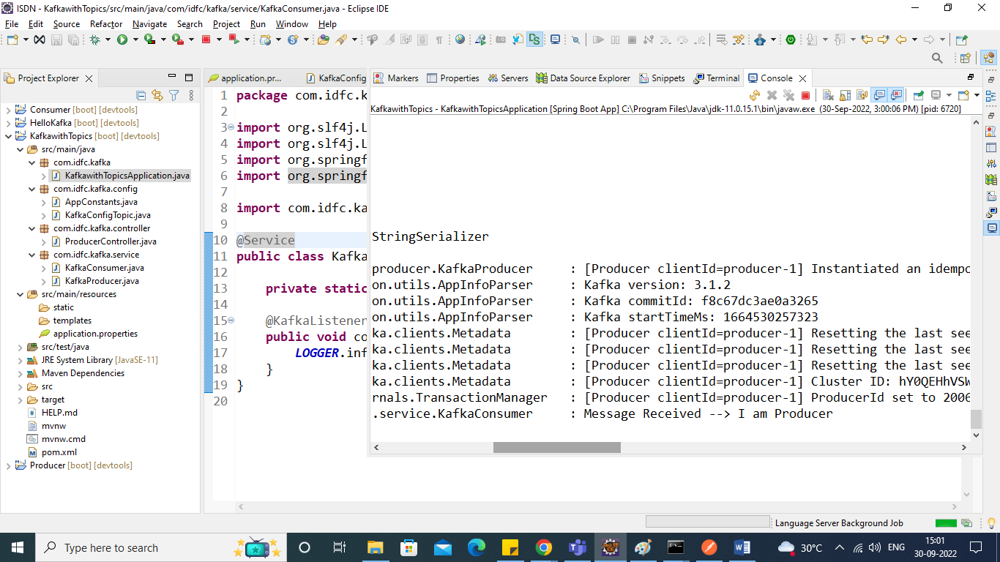 ISDN - KafkawithTopics/src/main/java/com/idfc/kafka/service/KafkaConsumer.java - Eclipse IDE
File Edit Source Refactor Navigate Search Project Run Window Help
Project Explorer
Consumer [boot] [devtools]
HelloKafka [boot] [devtools]
KafkawithTopics [boot] [devtools]
src/main/java
com.idfc.kafka
KafkawithTopicsApplication.java
com.idfc.kafka.config
AppConstants.java
KafkaConfigTopic.java
com.idfc.kafka.controller
ProducerController.java
com.idfc.kafka.service
KafkaConsumer.java
KafkaProducer.java
src/main/resources
static
templates
application.properties
src/test/java
JRE System Library [JavaSE-11]
Maven Dependencies
src
target
HELP.md
mvnw
mvnw.cmd
pom.xml
Producer [boot] [devtools]
application.pr... KafkaConfig
1 package com.idfc.k
2
3 import org.slf4j.L
4 import org.slf4j.L
5 import org.springf
6 import org.springf
7
8 import com.idfc.ka
9
10 @Service
11 public class Kafka
12
13 private static
14
15 @KafkaListener
16 public void co
17 LOGGER.inf
18 }
19 }
20
Markers Properties Servers Data Source Explorer Snippets Terminal Console
KafkawithTopics - KafkawithTopicsApplication [Spring Boot App] C:\Program Files\Java\jdk-11.0.15.1\bin\javaw.exe (30-Sep-2022, 3:00:06 PM) [pid: 6720]
StringSerializer
producer.KafkaProducer : [Producer clientId=producer-1] Instantiated an idempo
on.utils.AppInfoParser : Kafka version: 3.1.2
on.utils.AppInfoParser : Kafka commitId: f8c67dc3ae0a3265
on.utils.AppInfoParser : Kafka startTimeMs: 1664530257323
ka.clients.Metadata : [Producer clientId=producer-1] Resetting the last see
ka.clients.Metadata : [Producer clientId=producer-1] Resetting the last see
ka.clients.Metadata : [Producer clientId=producer-1] Resetting the last see
ka.clients.Metadata : [Producer clientId=producer-1] Cluster ID: hY0QEHhVSW
rnals.TransactionManager : [Producer clientId=producer-1] ProducerId set to 2006
.service.KafkaConsumer : Message Received --> I am Producer
Language Server Background Job
Type here to search
30°C ENG 15:01
30-09-2022